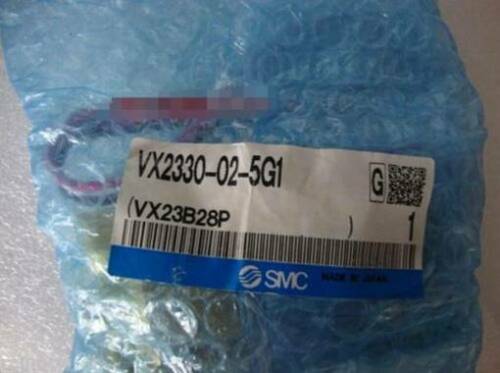 VX2330-02-5G1
G
(VX23B28P )
1
SMC
MADE IN JAPAN